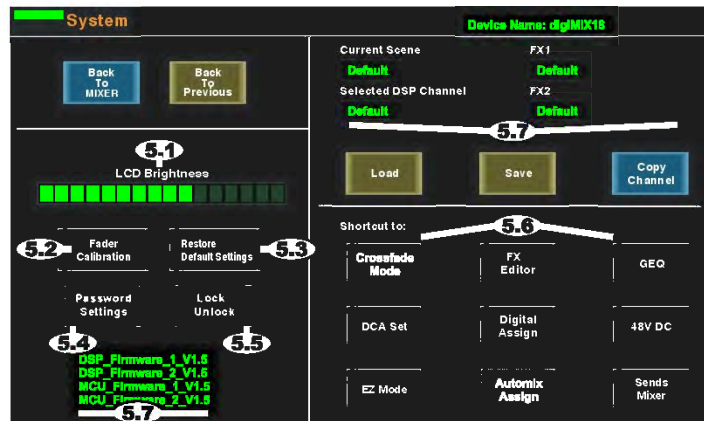 System
Device Name: digiMIX18
Back
To
MIXER
Back
To
Previous
Current Scene
FX1
Default
Default
Selected DSP Channel
FX2
Default
Default
5.7
5.1
LCD Brightness
Load
Save
Copy
Channel
5.2
Fader
Calibration
Restore
Default Settings
5.3
Password
Settings
Lock
Unlock
5.4
5.5
DSP_Firmware_1_V1.5
DSP_Firmware_2_V1.5
MCU_Firmware_1_V1.5
MCU_Firmware_2_V1.5
5.7
Shortcut to:
5.6
Crossfade
Mode
FX
Editor
GEQ
DCA Set
Digital
Assign
48V DC
EZ Mode
Automix
Assign
Sends
Mixer